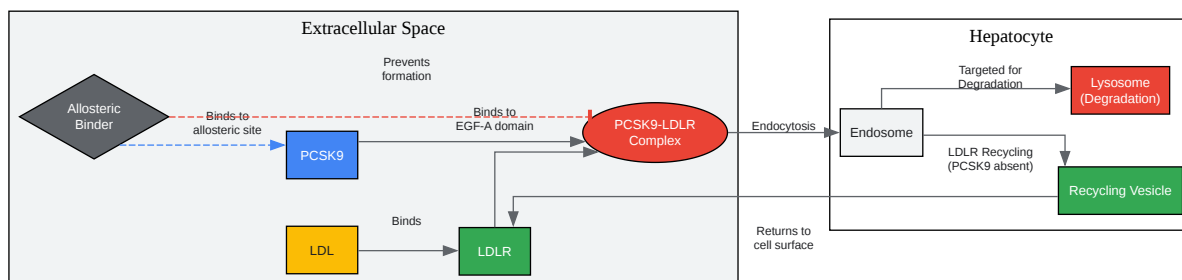 Extracellular Space
Hepatocyte
Prevents
formation
Targeted for
Degradation
Lysosome
(Degradation)
Allosteric
Binder
Binds to
allosteric site
Binds to
EGF-A domain
PCSK9-LDLR
Complex
Endocytosis
Endosome
PCSK9
LDLR Recycling
(PCSK9 absent)
Recycling Vesicle
Binds
LDL
LDLR
Returns to
cell surface